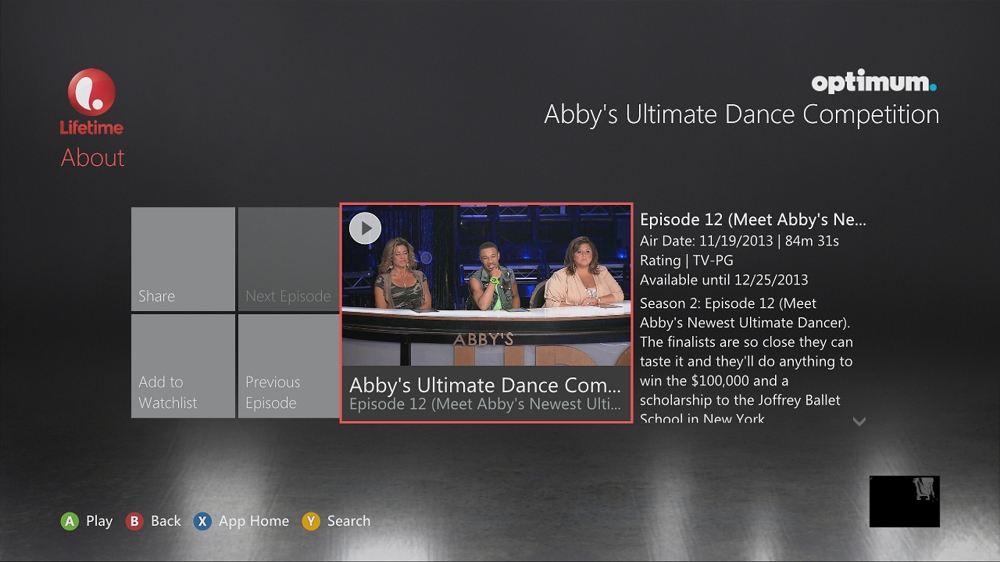 Lifetime
About
optimum.
Abby's Ultimate Dance Competition
Share
Next Episode
Add to
Watchlist
Previous
Episode
ABBY'S
Abby's Ultimate Dance Com...
Episode 12 (Meet Abby's Newest Ulti...
Episode 12 (Meet Abby's Ne...
Air Date: 11/19/2013 | 84m 31s
Rating | TV-PG
Available until 12/25/2013
Season 2: Episode 12 (Meet
Abby's Newest Ultimate Dancer).
The finalists are so close they can
taste it and they'll do anything to
win the $100,000 and a
scholarship to the Joffrey Ballet
School in New York
A Play B Back X App Home Y Search